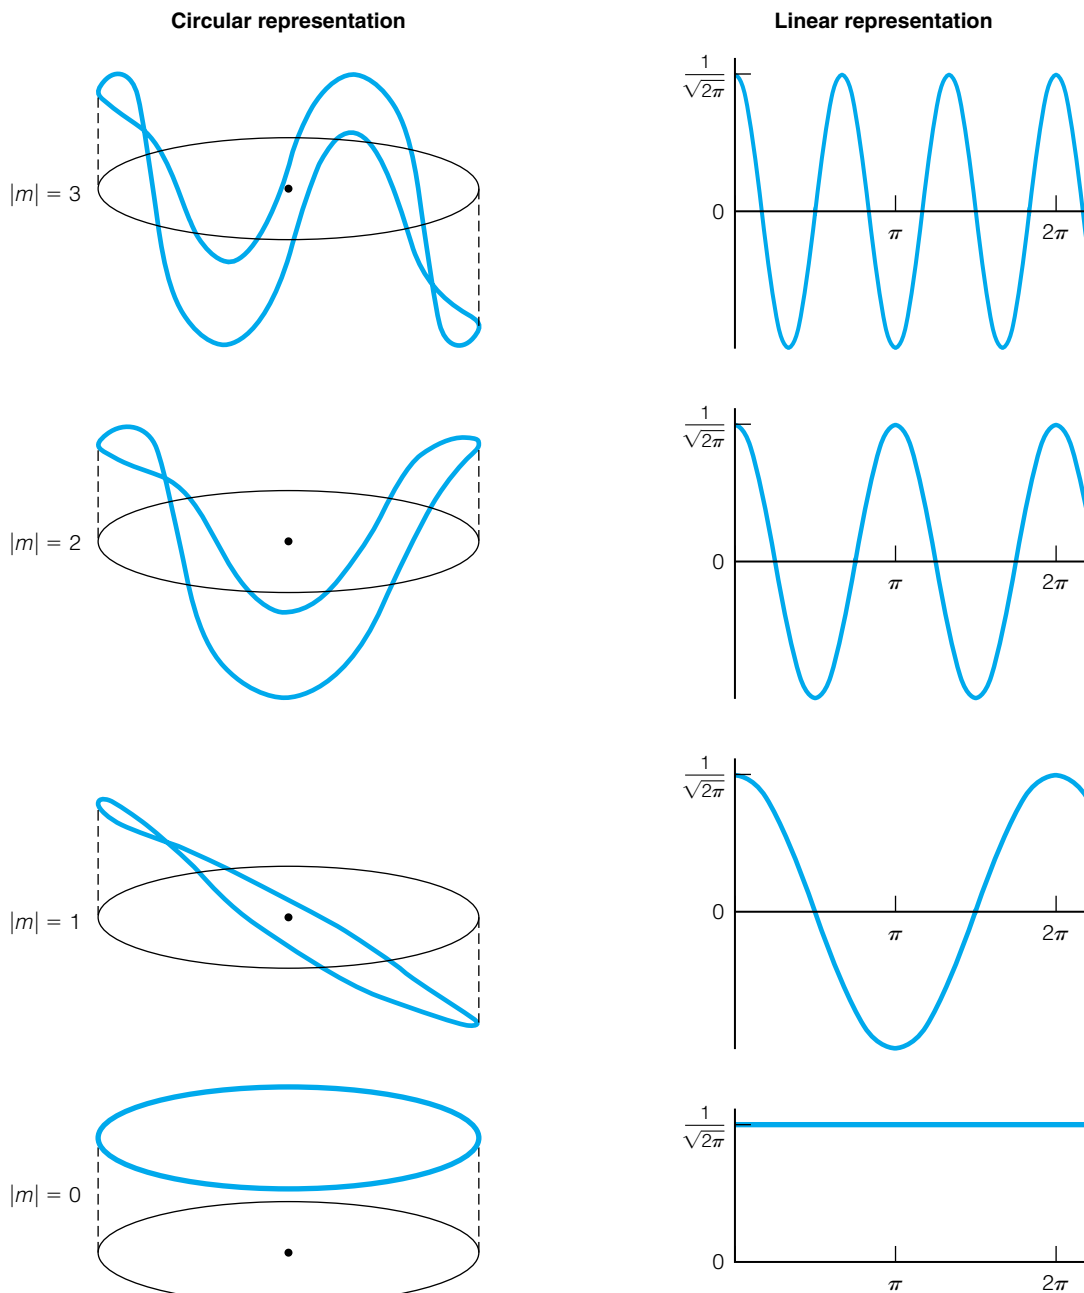 Circular representation
Linear representation
|m| = 3
1
√2π
0
π
2π
|m| = 2
1
√2π
0
π
2π
|m| = 1
1
√2π
0
π
2π
|m| = 0
1
√2π
0
π
2π